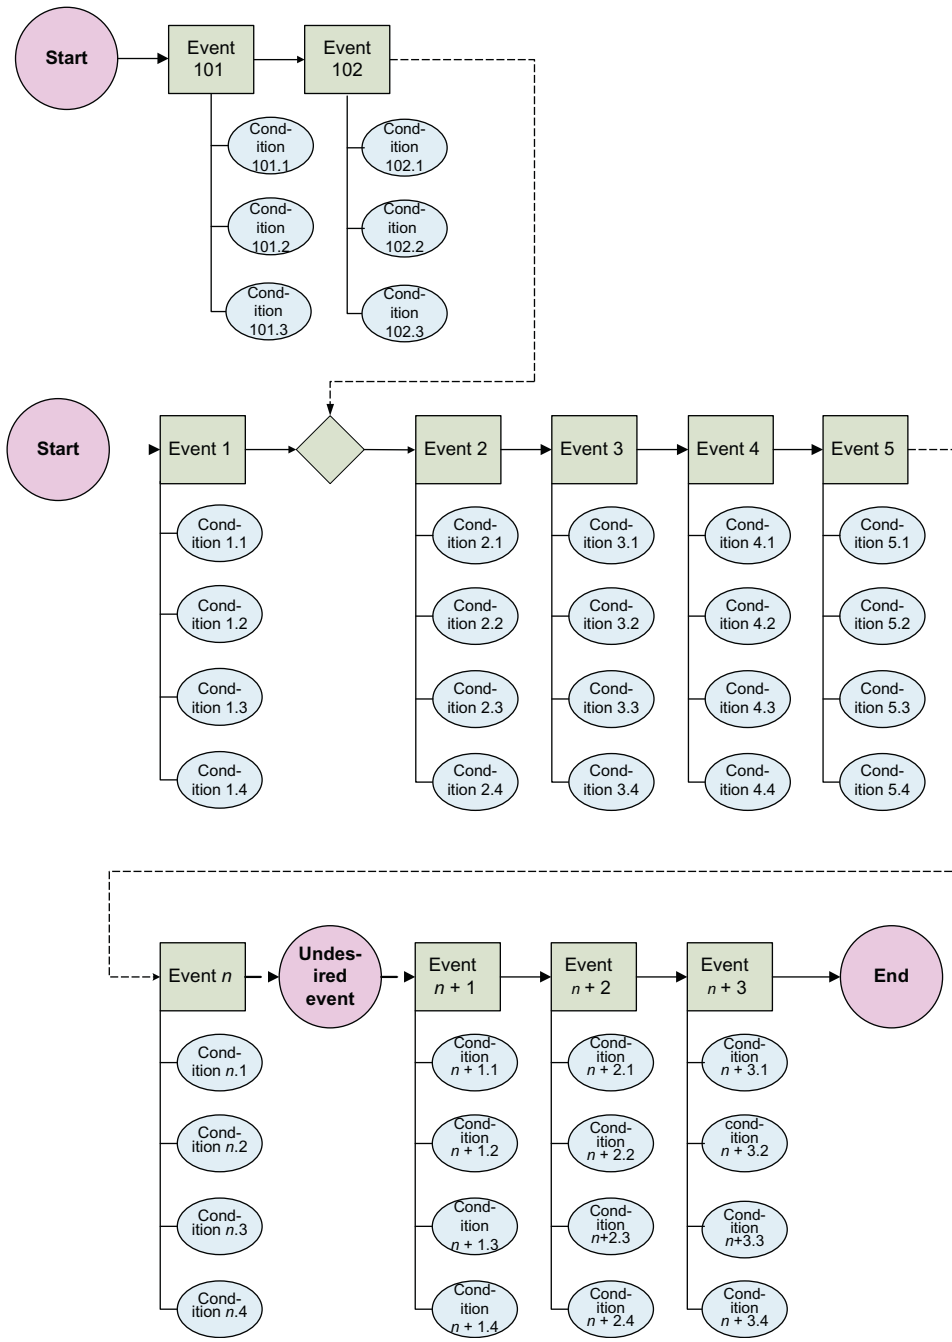 Start
Event
101
Event
102
Cond-
ition
101.1
Cond-
ition
102.1
Cond-
ition
101.2
Cond-
ition
102.2
Cond-
ition
101.3
Cond-
ition
102.3
Start
Event 1
Event 2
Event 3
Event 4
Event 5
Cond-
ition 1.1
Cond-
ition 2.1
Cond-
ition 3.1
Cond-
ition 4.1
Cond-
ition 5.1
Cond-
ition 1.2
Cond-
ition 2.2
Cond-
ition 3.2
Cond-
ition 4.2
Cond-
ition 5.2
Cond-
ition 1.3
Cond-
ition 2.3
Cond-
ition 3.3
Cond-
ition 4.3
Cond-
ition 5.3
Cond-
ition 1.4
Cond-
ition 2.4
Cond-
ition 3.4
Cond-
ition 4.4
Cond-
ition 5.4
Event n
Undes-
ired
event
Event
n + 1
Event
n + 2
Event
n + 3
End
Cond-
ition n.1
Cond-
ition
n + 1.1
Cond-
ition
n + 2.1
Cond-
ition
n + 3.1
Cond-
ition n.2
Cond-
ition
n + 1.2
Cond-
ition
n + 2.2
cond-
ition
n + 3.2
Cond-
ition n.3
Cond-
ition
n + 1.3
Cond-
ition
n+2.3
Cond-
ition
n+3.3
Cond-
ition n.4
Cond-
ition
n + 1.4
Cond-
ition
n + 2.4
Cond-
ition
n + 3.4